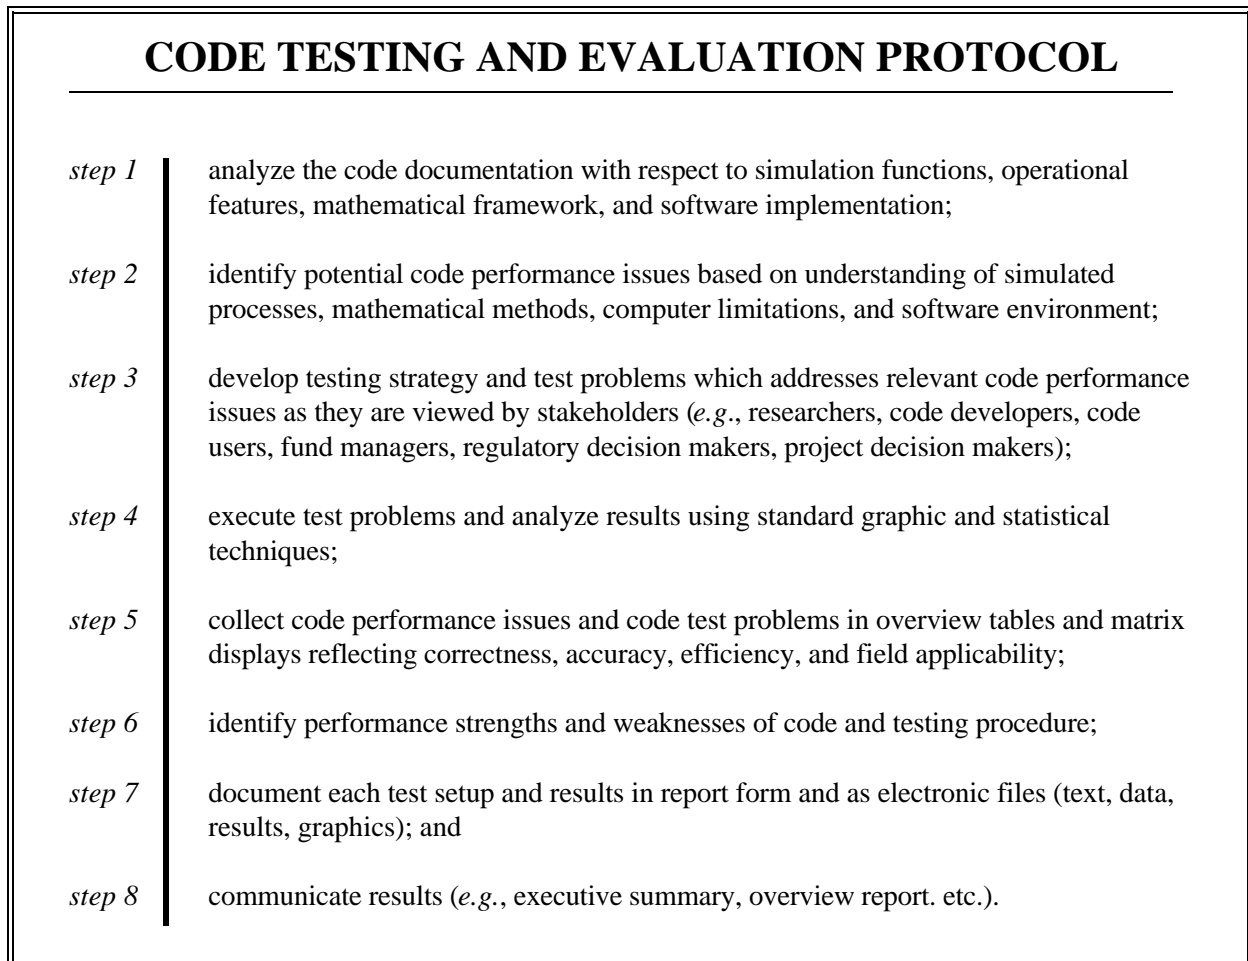 CODE TESTING AND EVALUATION PROTOCOL
step 1 analyze the code documentation with respect to simulation functions, operational
features, mathematical framework, and software implementation;
step 2 identify potential code performance issues based on understanding of simulated
processes, mathematical methods, computer limitations, and software environment;
step 3 develop testing strategy and test problems which addresses relevant code performance
issues as they are viewed by stakeholders (e.g., researchers, code developers, code
users, fund managers, regulatory decision makers, project decision makers);
step 4 execute test problems and analyze results using standard graphic and statistical
techniques;
step 5 collect code performance issues and code test problems in overview tables and matrix
displays reflecting correctness, accuracy, efficiency, and field applicability;
step 6 identify performance strengths and weaknesses of code and testing procedure;
step 7 document each test setup and results in report form and as electronic files (text, data,
results, graphics); and
step 8 communicate results (e.g., executive summary, overview report. etc.).